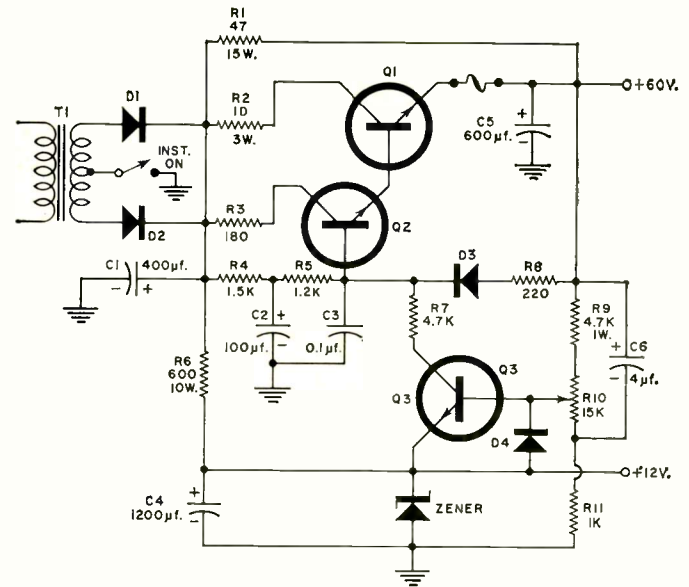 R1
47
15W.
T1
D1
R2
10
3W.
Q1
+60V.
INST.
ON
C5
600µf.
+
−
D2
R3
180
Q2
C1
400µf.
−
+
R4
1.5K
R5
1.2K
D3
R8
220
C2
100µf.
+
−
C3
0.1µf.
R7
4.7K
R9
4.7K
1W.
C6
4µf.
+
−
R6
600
10W.
Q3
Q3
R10
15K
D4
+12V.
C4
1200µf.
+
−
ZENER
R11
1K